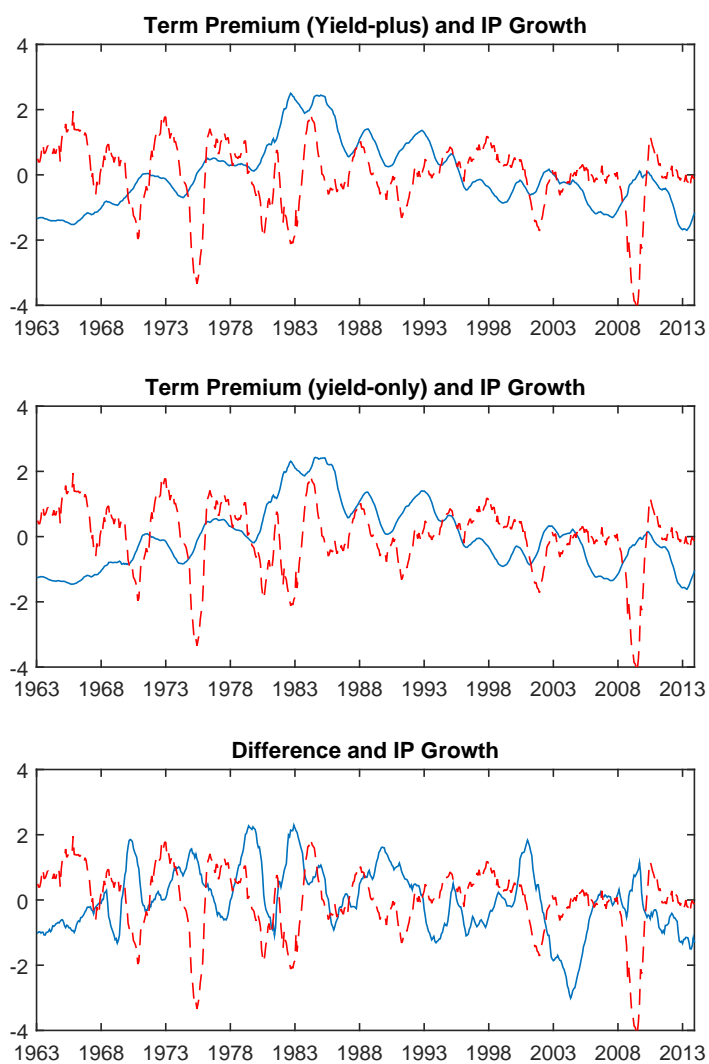 Term Premium (Yield-plus) and IP Growth
4
2
0
-2
-4
1963 1968 1973 1978 1983 1988 1993 1998 2003 2008 2013
Term Premium (yield-only) and IP Growth
4
2
0
-2
-4
1963 1968 1973 1978 1983 1988 1993 1998 2003 2008 2013
Difference and IP Growth
4
2
0
-2
-4
1963 1968 1973 1978 1983 1988 1993 1998 2003 2008 2013